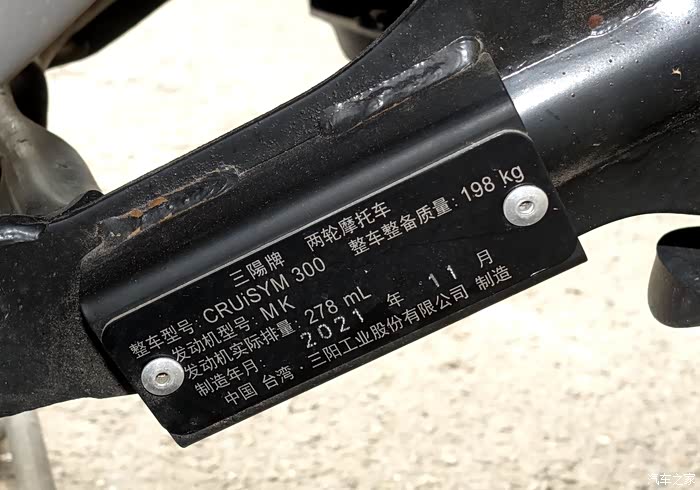 三陽牌 两轮摩托车
整车型号: CRUiSYM 300 整车整备质量: 198 kg
发动机型号: MK
发动机实际排量: 278 mL
制造年月: 2021 年 11 月
中国 台湾 · 三阳工业股份有限公司 制造
汽车之家